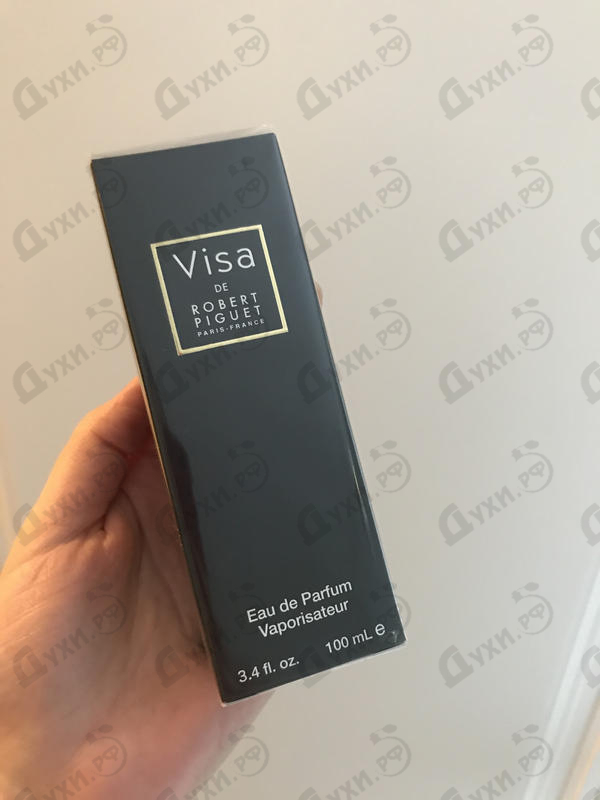 Visa
DE
ROBERT
PIGUET
PARIS-FRANCE
Eau de Parfum
Vaporisateur
3.4 fl. oz. 100 mL e
Духи.рф